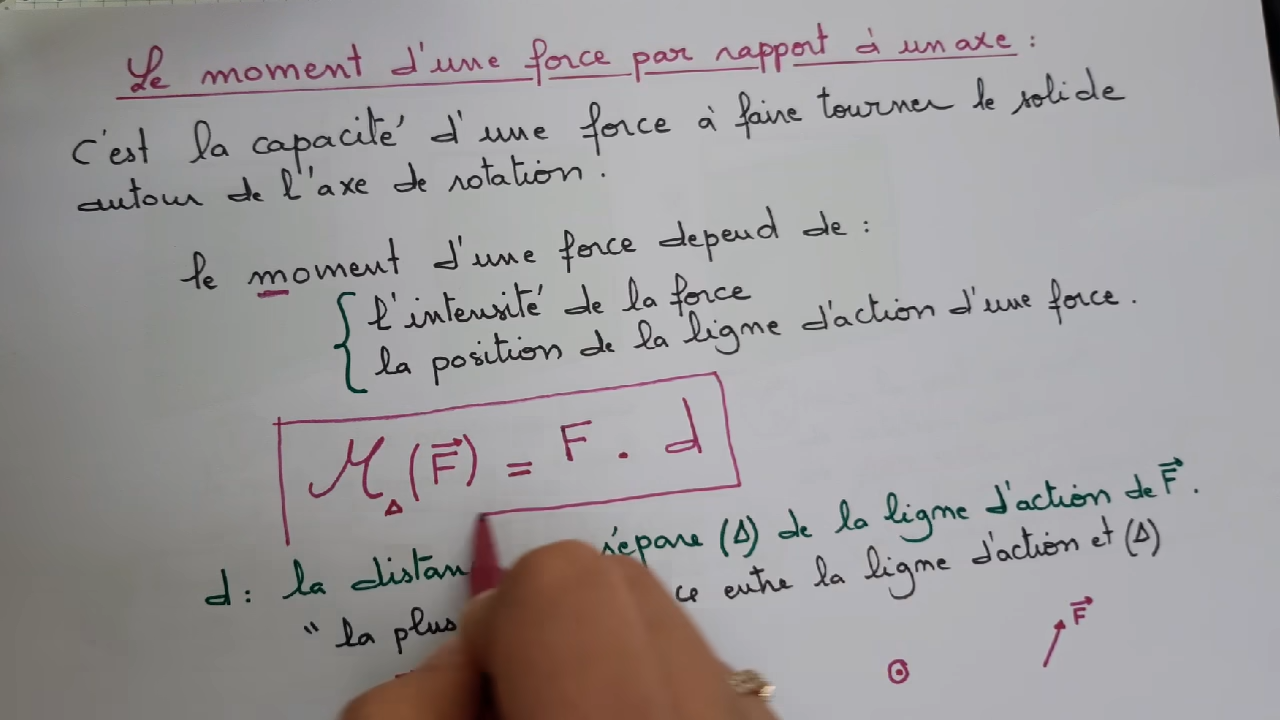 Le moment d'une force par rapport à un axe :
C'est la capacité d'une force à faire tourner le solide
autour de l'axe de rotation.
le moment d'une force depend de :
l'intensité de la force
la position de la ligne d'action d'une force.
M_Δ(F⃗) = F . d
d : la distan sépare (Δ) de la ligne d'action de F⃗.
" la plus ce entre la ligne d'action et (Δ)
F⃗